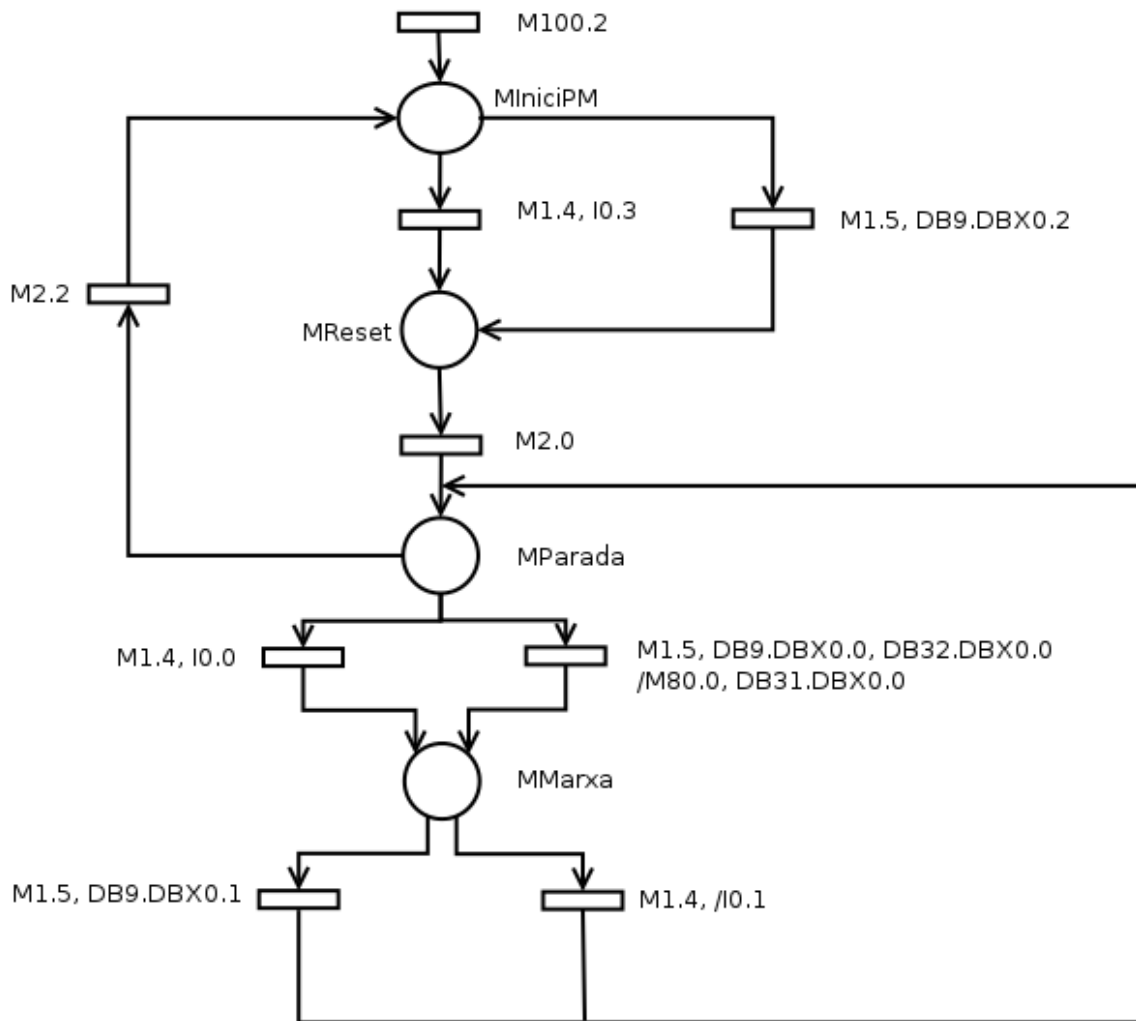 M100.2
MIniciPM
M1.4, I0.3
M1.5, DB9.DBX0.2
M2.2
MReset
M2.0
MParada
M1.4, I0.0
M1.5, DB9.DBX0.0, DB32.DBX0.0
/M80.0, DB31.DBX0.0
MMarxa
M1.5, DB9.DBX0.1
M1.4, /I0.1